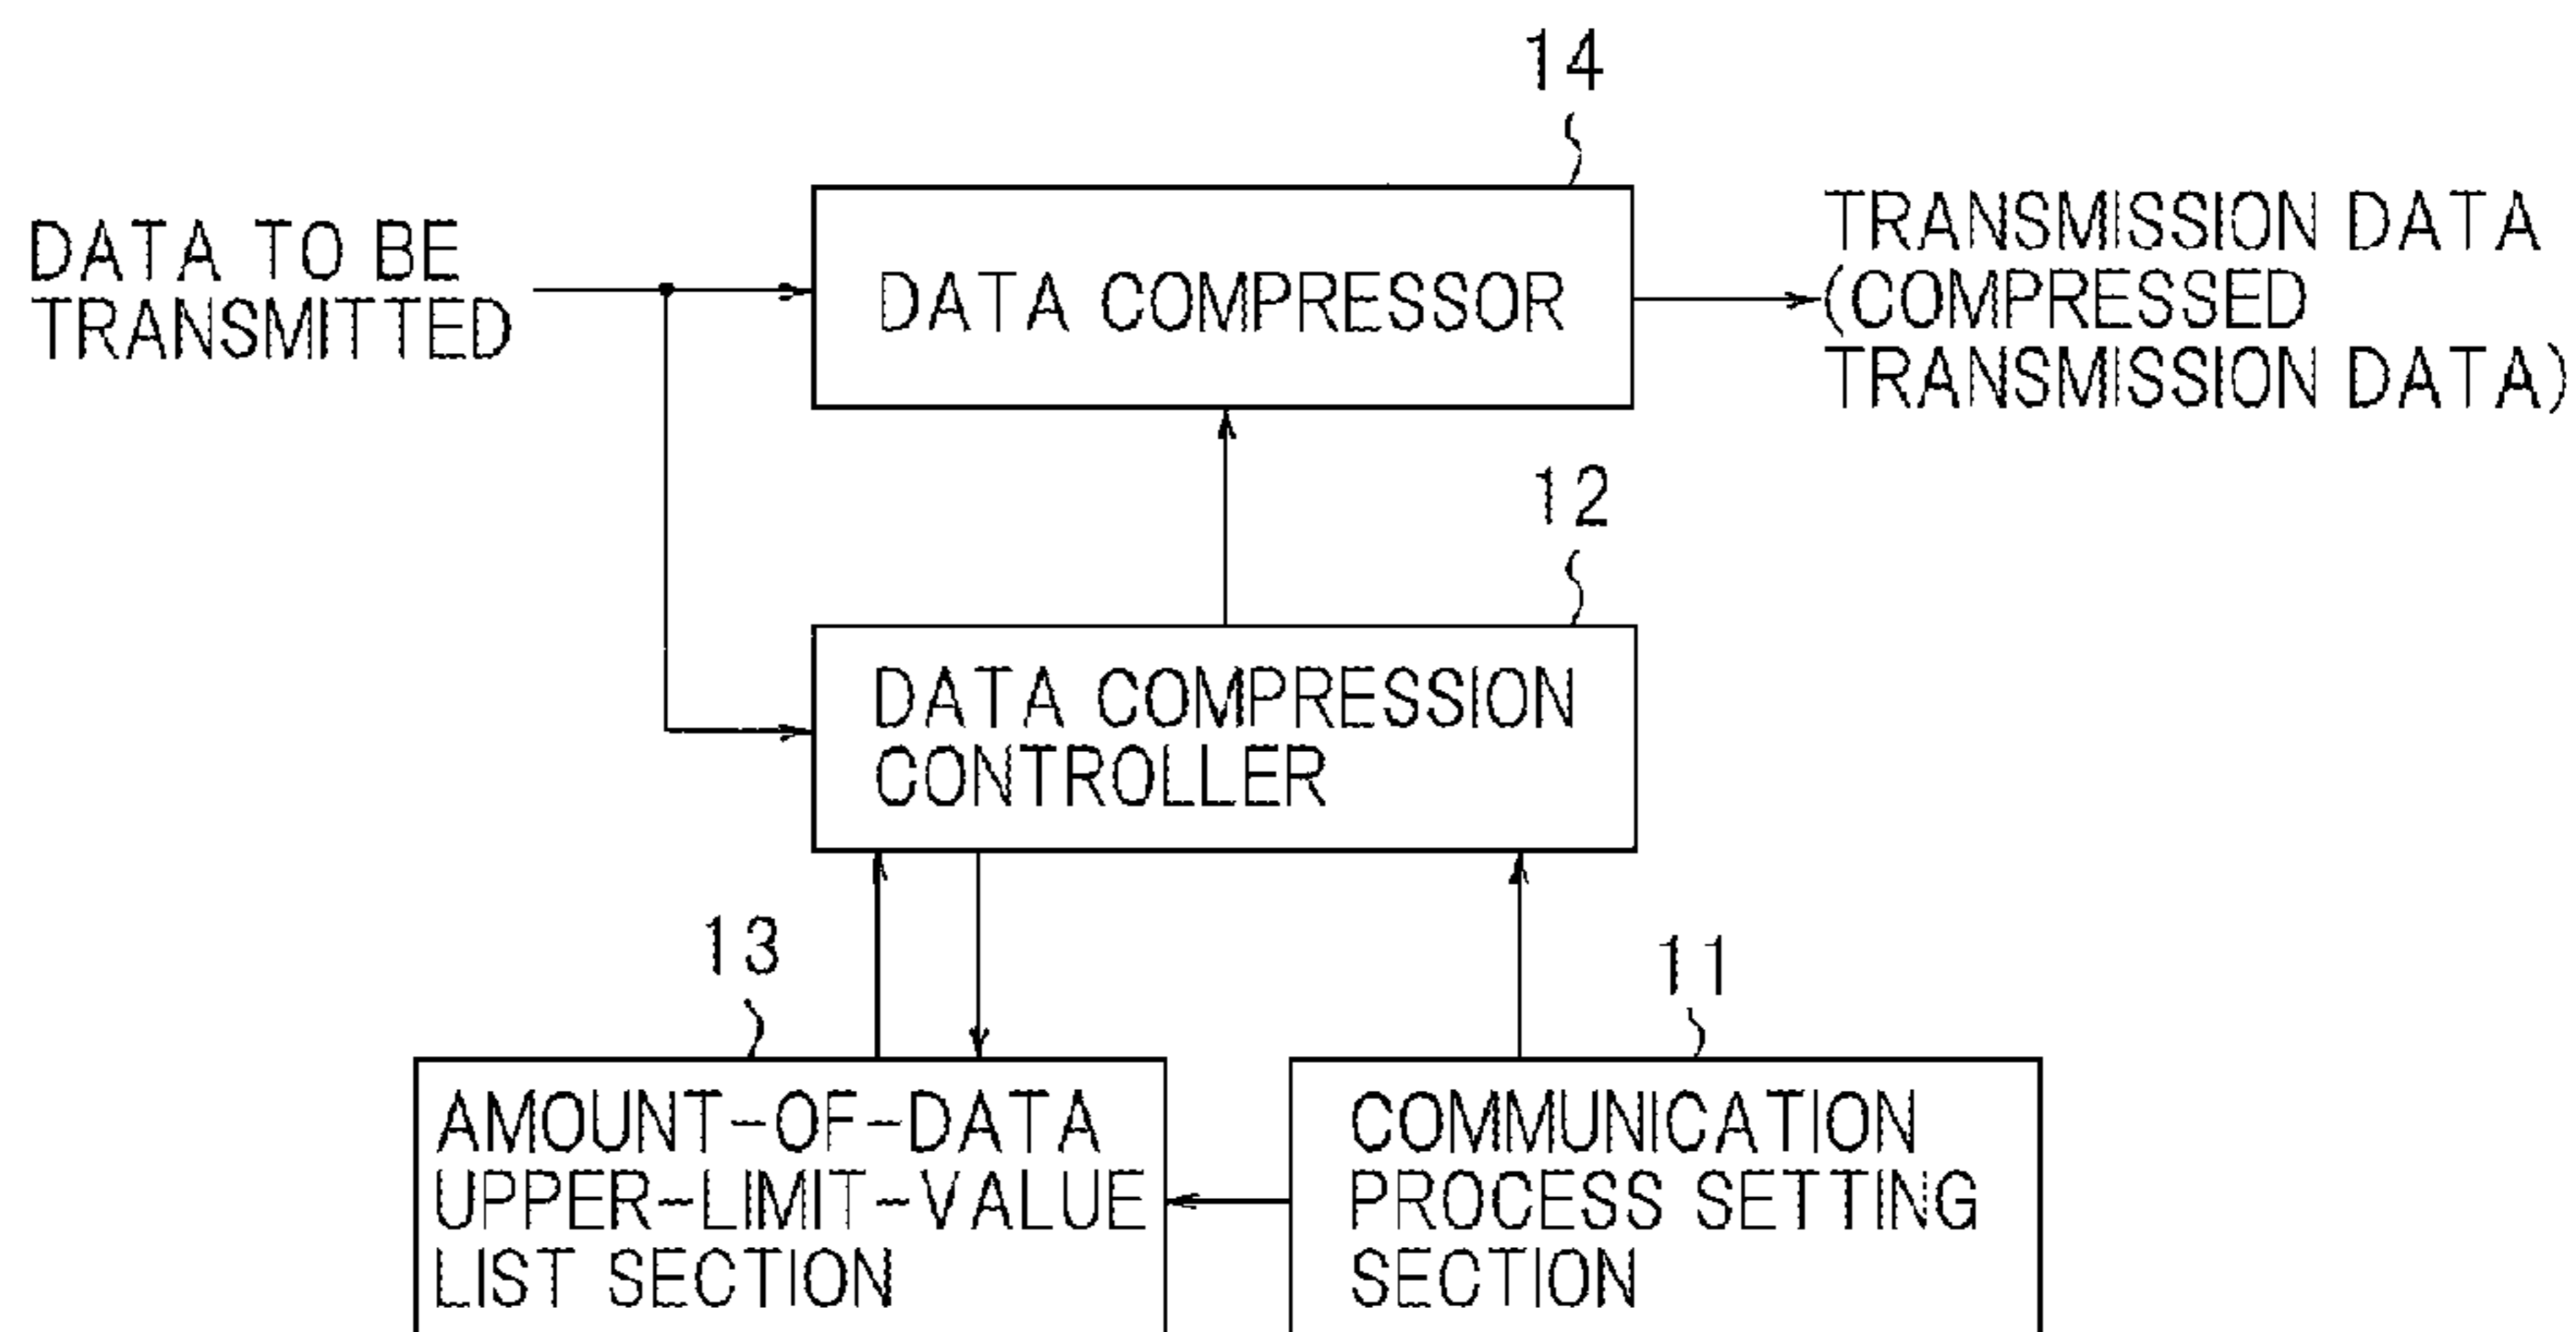 14
DATA TO BE
TRANSMITTED
DATA COMPRESSOR
TRANSMISSION DATA
(COMPRESSED
TRANSMISSION DATA)
12
DATA COMPRESSION
CONTROLLER
13
11
AMOUNT-OF-DATA
UPPER-LIMIT-VALUE
LIST SECTION
COMMUNICATION
PROCESS SETTING
SECTION